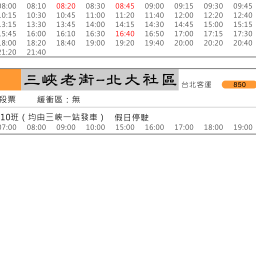 08:00 08:10 08:20 08:30 08:45 09:00 09:15 09:30 09:45
10:15 10:30 10:45 11:00 11:20 11:40 12:00 12:20 12:40
13:15 13:30 13:45 14:00 14:15 14:30 14:45 15:00 15:15
15:45 16:00 16:10 16:30 16:40 16:50 17:00 17:15 17:30
18:00 18:20 18:40 19:00 19:20 19:40 20:00 20:20 20:40
21:20 21:40
三峽老街--北大社區 台北客運 850
段票 緩衝區：無
10班（均由三峽一站發車） 假日停駛
07:00 08:00 09:00 10:00 15:00 16:00 17:00 18:00 19:00